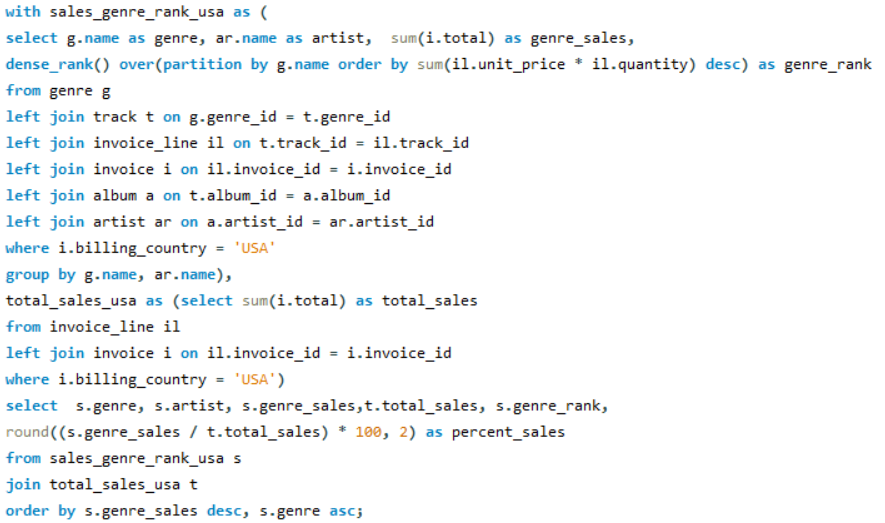 with sales_genre_rank_usa as (
select g.name as genre, ar.name as artist,  sum(i.total) as genre_sales,
dense_rank() over(partition by g.name order by sum(il.unit_price * il.quantity) desc) as genre_rank
from genre g
left join track t on g.genre_id = t.genre_id
left join invoice_line il on t.track_id = il.track_id
left join invoice i on il.invoice_id = i.invoice_id
left join album a on t.album_id = a.album_id
left join artist ar on a.artist_id = ar.artist_id
where i.billing_country = 'USA'
group by g.name, ar.name),
total_sales_usa as (select sum(i.total) as total_sales
from invoice_line il
left join invoice i on il.invoice_id = i.invoice_id
where i.billing_country = 'USA')
select  s.genre, s.artist, s.genre_sales,t.total_sales, s.genre_rank,
round((s.genre_sales / t.total_sales) * 100, 2) as percent_sales
from sales_genre_rank_usa s
join total_sales_usa t
order by s.genre_sales desc, s.genre asc;